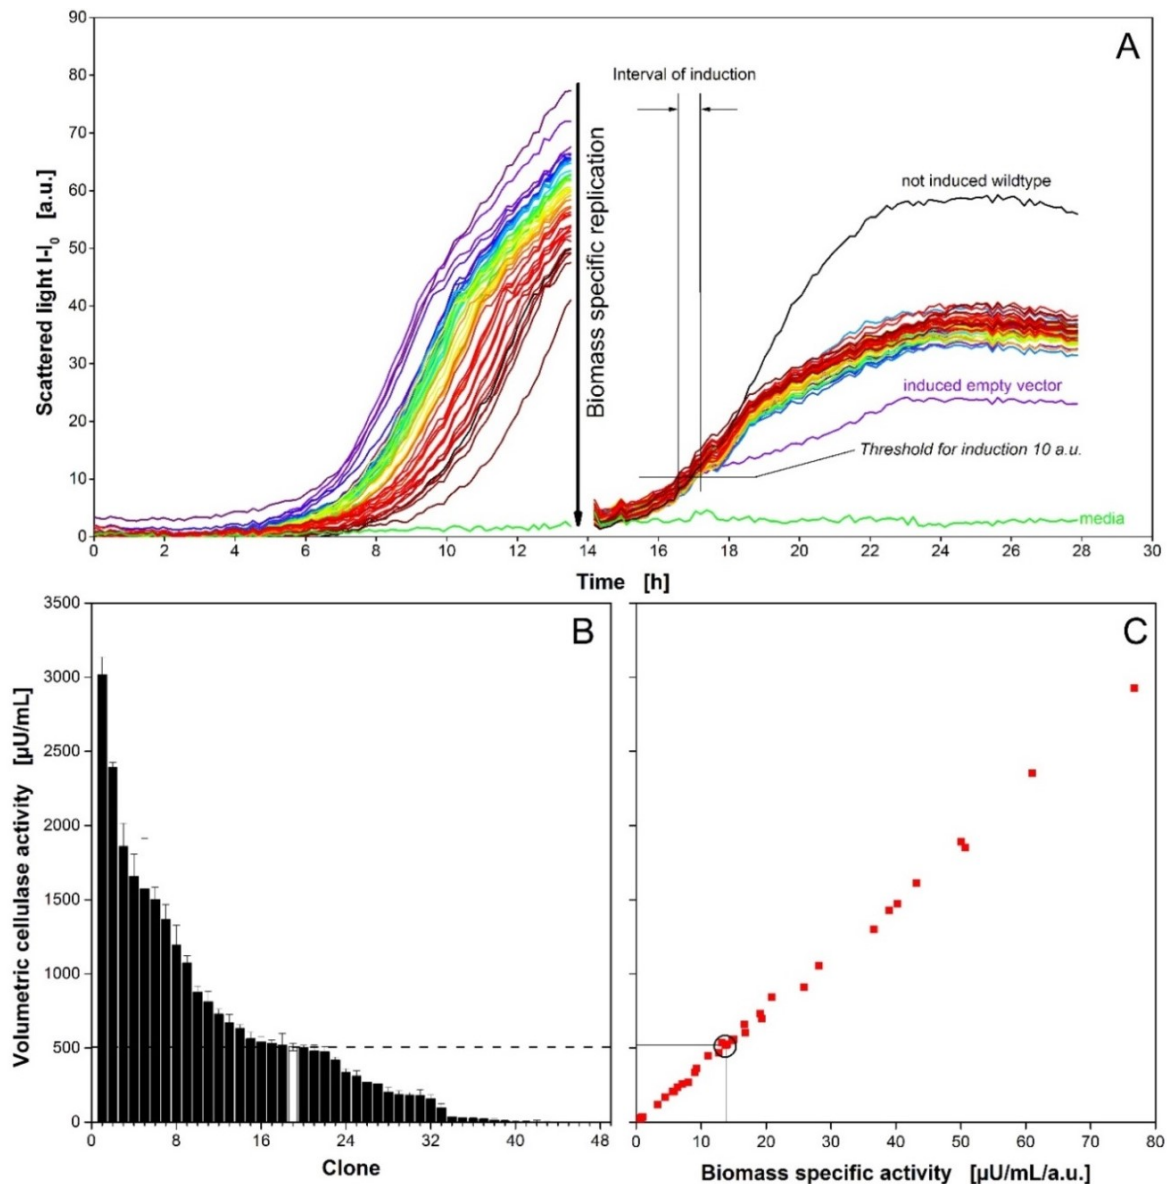 A
90
80
70
60
50
40
30
20
10
0
Scattered light I-I₀ [a.u.]
Biomass specific replication
Interval of induction
not induced wildtype
induced empty vector
Threshold for induction 10 a.u.
media
0 2 4 6 8 10 12 14 16 18 20 22 24 26 28 30
Time [h]
B
3500
3000
2500
2000
1500
1000
500
0
Volumetric cellulase activity [µU/mL]
0 8 16 24 32 40 48
Clone
C
0 10 20 30 40 50 60 70 80
Biomass specific activity [µU/mL/a.u.]